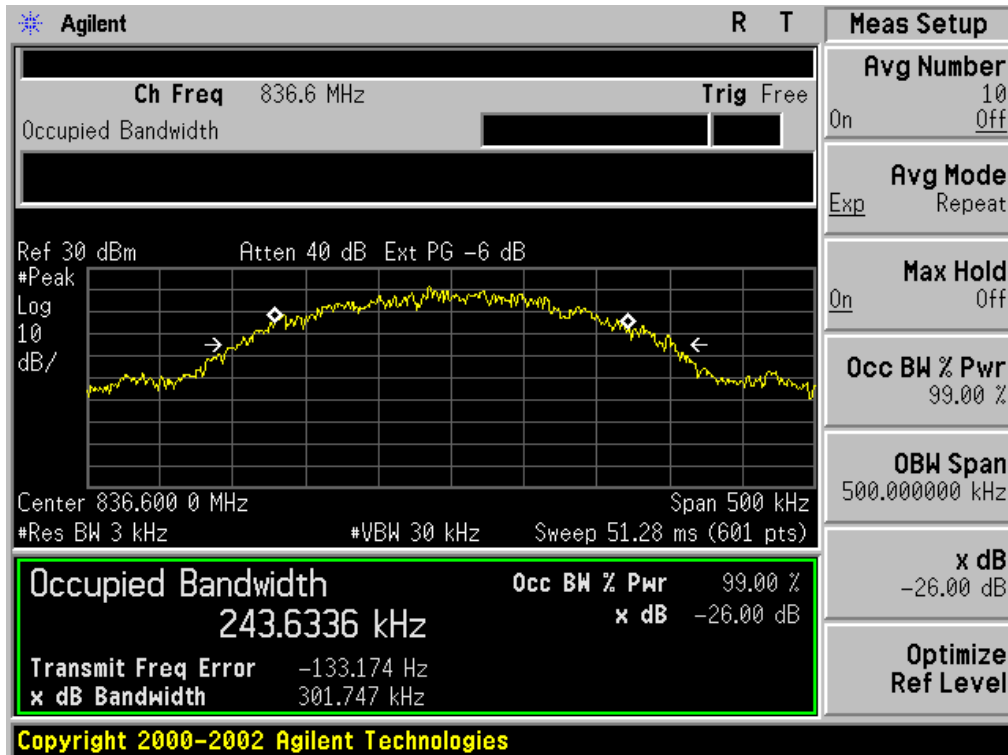 Agilent R T
Ch Freq 836.6 MHz Trig Free
Occupied Bandwidth
Ref 30 dBm Atten 40 dB Ext PG -6 dB
#Peak
Log
10
dB/
Center 836.600 0 MHz Span 500 kHz
#Res BW 3 kHz #VBW 30 kHz Sweep 51.28 ms (601 pts)
Occupied Bandwidth
243.6336 kHz
Occ BW % Pwr 99.00 %
x dB -26.00 dB
Transmit Freq Error -133.174 Hz
x dB Bandwidth 301.747 kHz
Copyright 2000-2002 Agilent Technologies
Meas Setup
Avg Number
10
On Off
Avg Mode
Exp Repeat
Max Hold
On Off
Occ BW % Pwr
99.00 %
OBW Span
500.000000 kHz
x dB
-26.00 dB
Optimize
Ref Level